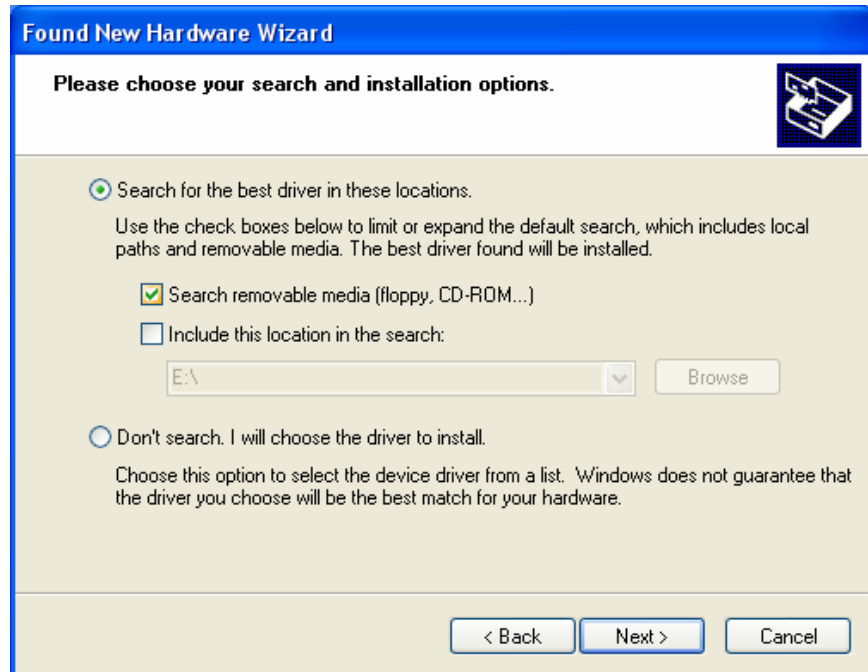 Found New Hardware Wizard
Please choose your search and installation options.
Search for the best driver in these locations.
Use the check boxes below to limit or expand the default search, which includes local
paths and removable media. The best driver found will be installed.
Search removable media (floppy, CD-ROM...)
Include this location in the search:
E:\
Browse
Don't search. I will choose the driver to install.
Choose this option to select the device driver from a list. Windows does not guarantee that
the driver you choose will be the best match for your hardware.
< Back Next > Cancel